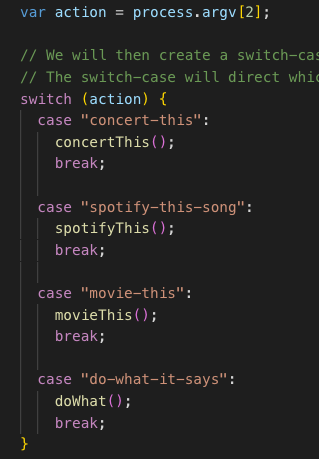 var action = process.argv[2];
// We will then create a switch-cas
// The switch-case will direct whic
switch (action) {
case "concert-this":
concertThis();
break;
case "spotify-this-song":
spotifyThis();
break;
case "movie-this":
movieThis();
break;
case "do-what-it-says":
doWhat();
break;
}